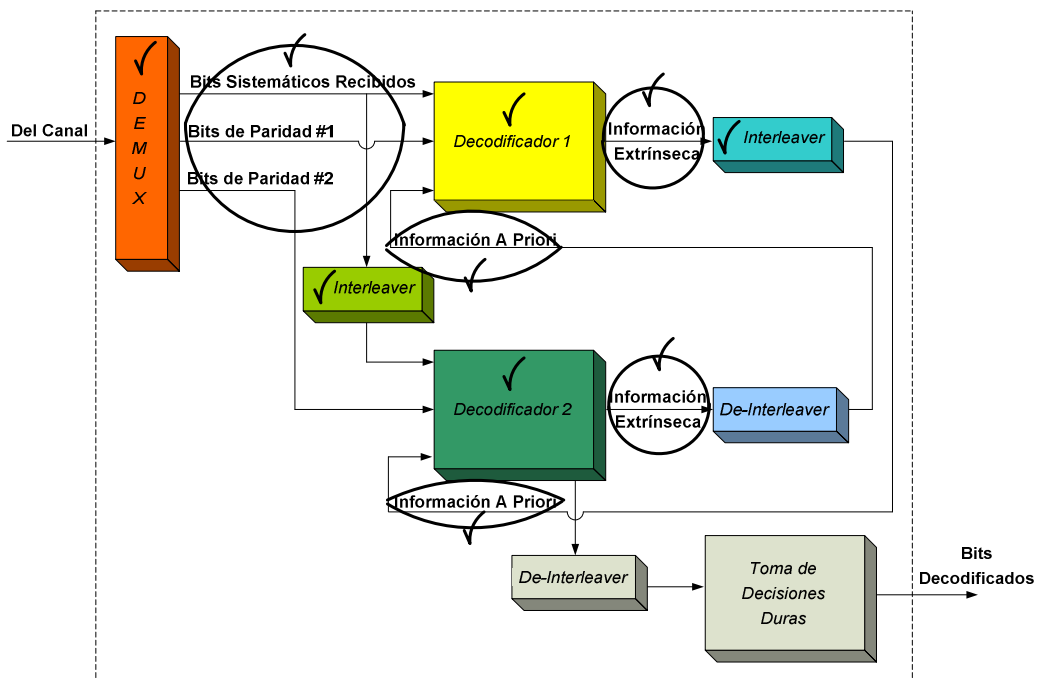 Bits Sistemáticos Recibidos
Del Canal
D
E
M
U
X
Bits de Paridad #1
Bits de Paridad #2
Decodificador 1
Información
Extrínseca
Interleaver
Información A Priori
Interleaver
Decodificador 2
Información
Extrínseca
De-Interleaver
Información A Priori
De-Interleaver
Toma de
Decisiones
Duras
Bits
Decodificados